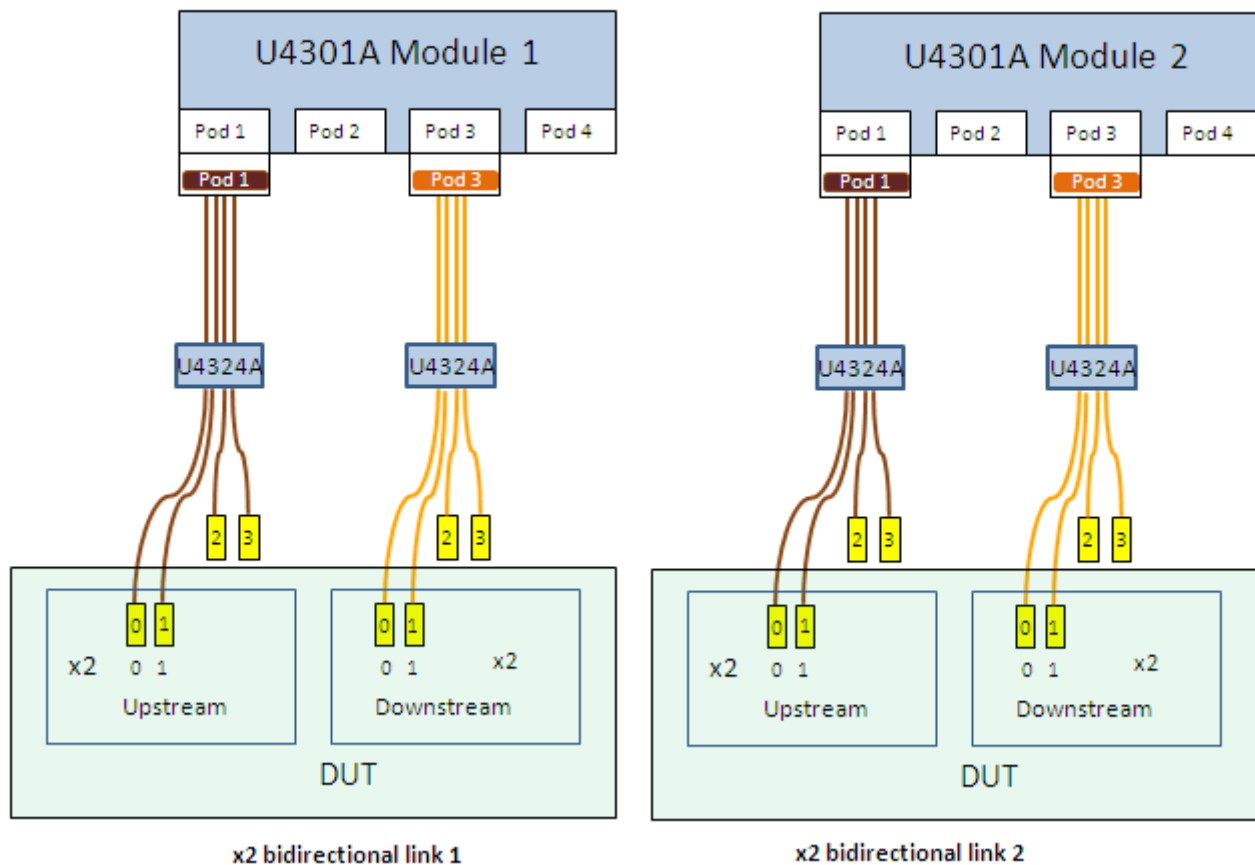 U4301A Module 1
Pod 1 Pod 2 Pod 3 Pod 4
Pod 1 Pod 3
U4324A U4324A
2 3 2 3
0 1 0 1
x2 0 1 0 1 x2
Upstream Downstream
DUT
x2 bidirectional link 1
U4301A Module 2
Pod 1 Pod 2 Pod 3 Pod 4
Pod 1 Pod 3
U4324A U4324A
2 3 2 3
0 1 0 1
x2 0 1 0 1 x2
Upstream Downstream
DUT
x2 bidirectional link 2